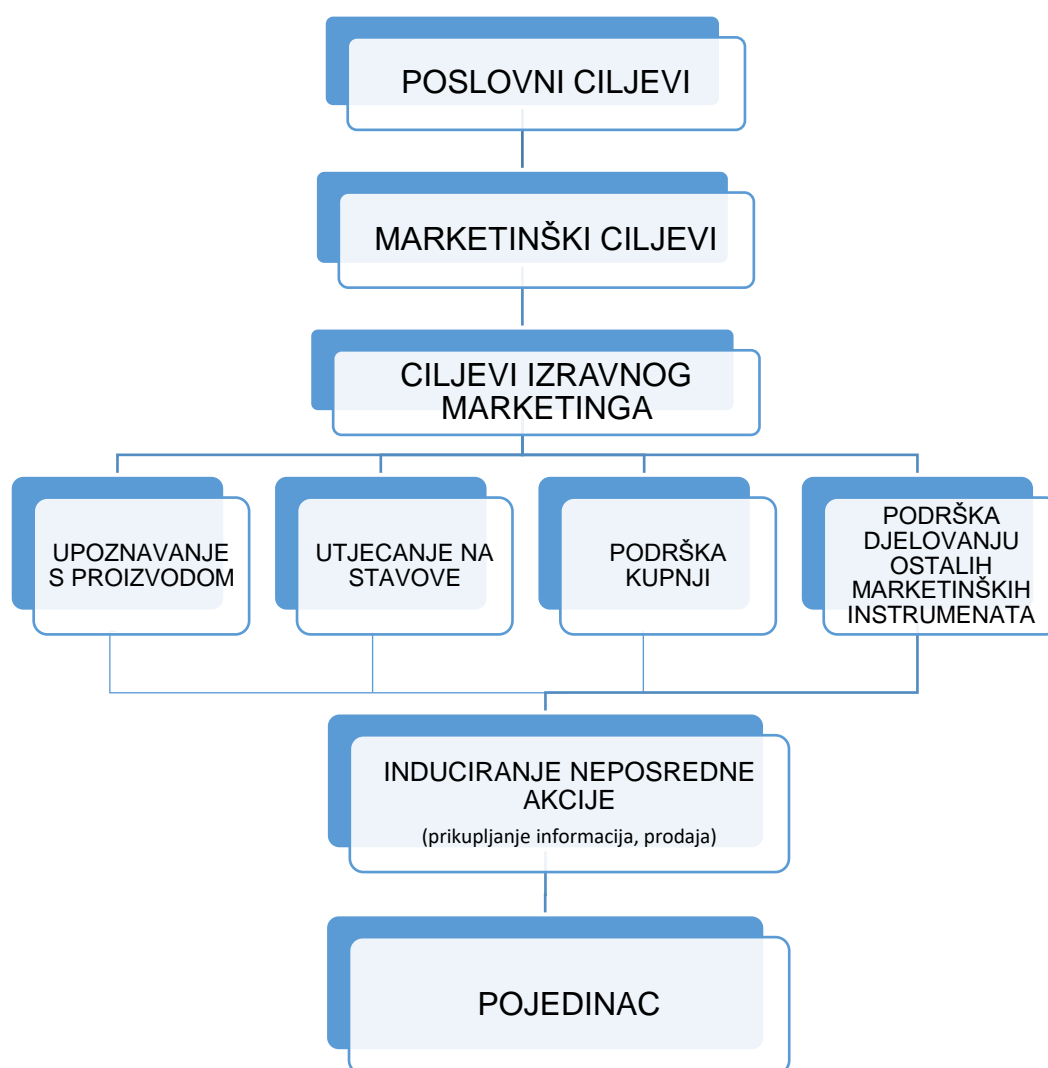 POSLOVNI CILJEVI
MARKETINŠKI CILJEVI
CILJEVI IZRAVNOG
MARKETINGA
UPOZNAVANJE
S PROIZVODOM
UTJECANJE NA
STAVOVE
PODRŠKA
KUPNJI
PODRŠKA
DJELOVANJU
OSTALIH
MARKETINŠKIH
INSTRUMENATA
INDUCIRANJE NEPOSREDNE
AKCIJE
(prikupljanje informacija, prodaja)
POJEDINAC